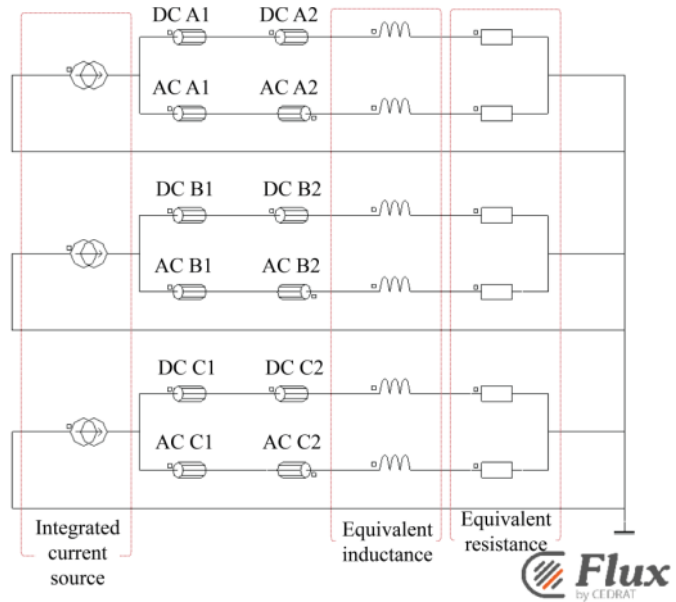 DC A1 DC A2
AC A1 AC A2
DC B1 DC B2
AC B1 AC B2
DC C1 DC C2
AC C1 AC C2
Integrated
current
source
Equivalent
inductance
Equivalent
resistance
Flux
by CEDRAT